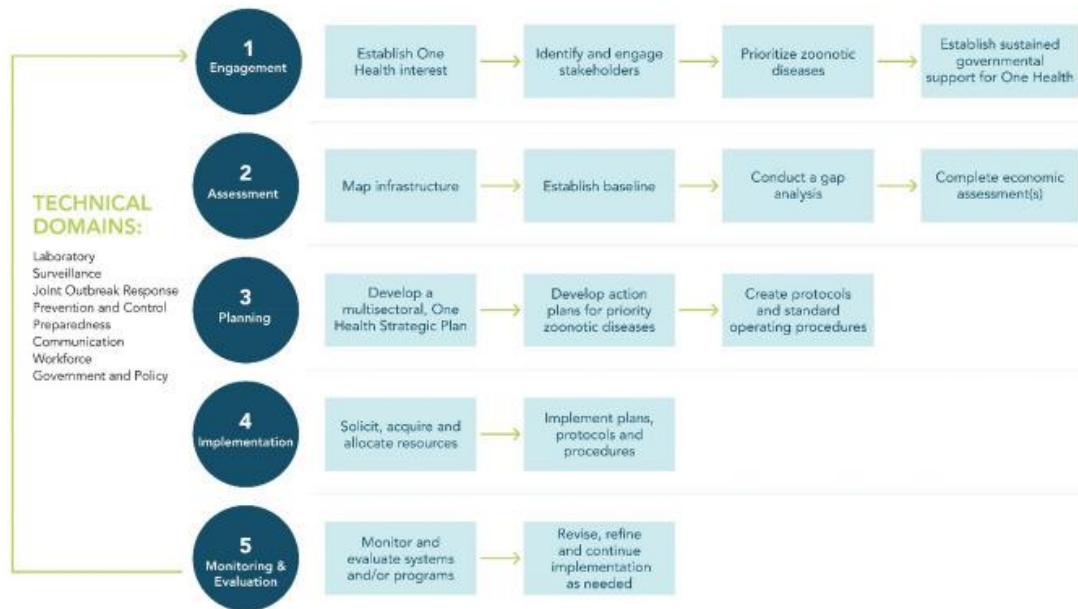 1
Engagement
Establish One
Health interest
Identify and engage
stakeholders
Prioritize zoonotic
diseases
Establish sustained
governmental
support for One Health
TECHNICAL
DOMAINS:
Laboratory
Surveillance
Joint Outbreak Response
Prevention and Control
Preparedness
Communication
Workforce
Government and Policy
2
Assessment
Map infrastructure
Establish baseline
Conduct a gap
analysis
Complete economic
assessment(s)
3
Planning
Develop a
multisectoral, One
Health Strategic Plan
Develop action
plans for priority
zoonotic diseases
Create protocols
and standard
operating procedures
4
Implementation
Solicit, acquire and
allocate resources
Implement plans,
protocols and
procedures
5
Monitoring &
Evaluation
Monitor and
evaluate systems
and/or programs
Revise, refine
and continue
implementation
as needed